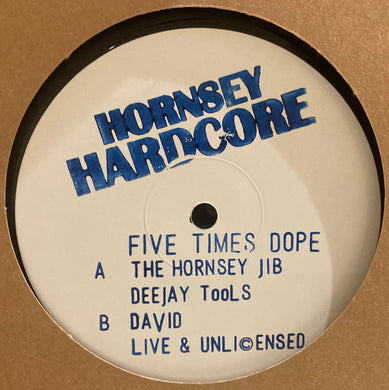 HORNSEY
HARDCORE
FIVE TIMES DOPE
A THE HORNSEY JIB
DEEJAY TooLS
B DAVID
LIVE & UNLI©ENSED